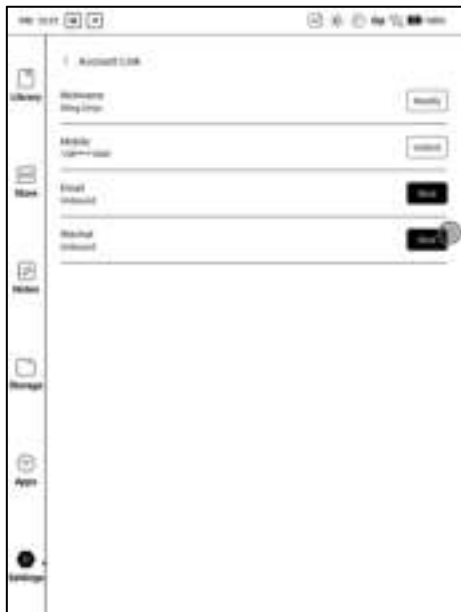 Account Link
Library
Nickname
Modify
Mobile
Unbind
Store
Email
Unbound
Bind
Wechat
Unbound
Bind
Notes
Storage
Apps
Settings